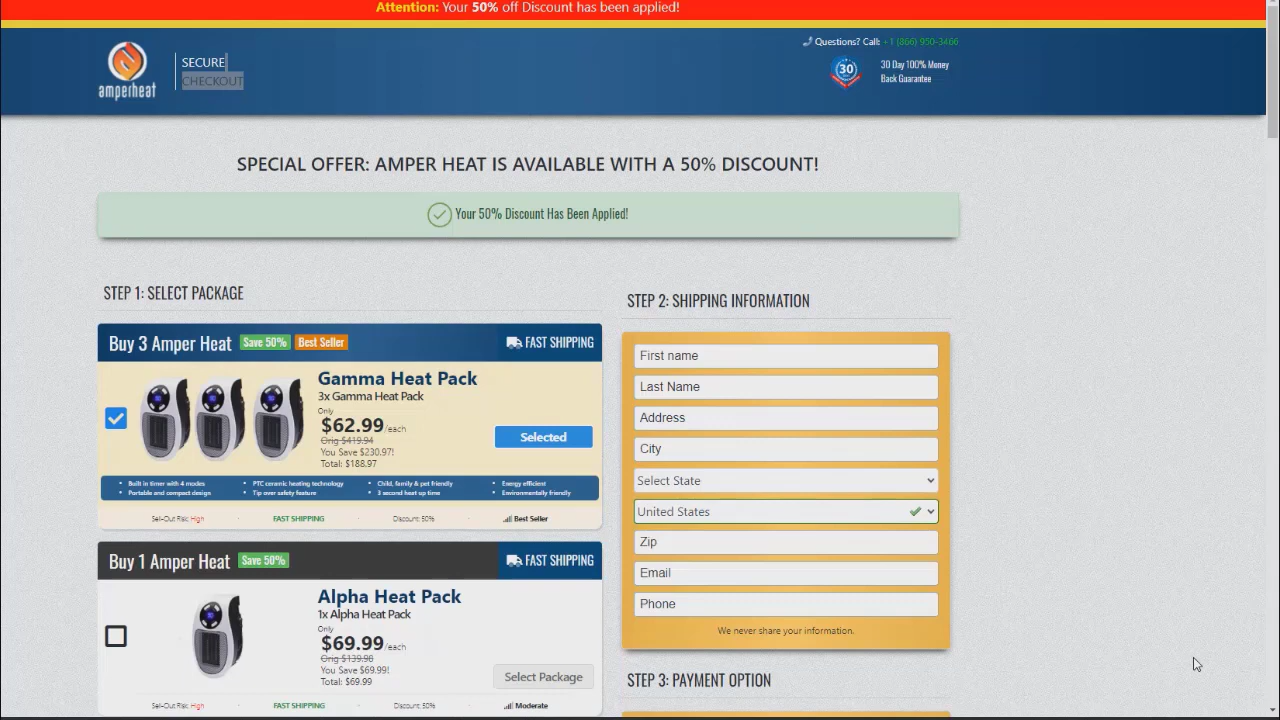 Attention: Your 50% off Discount has been applied!
amperheat
SECURE
CHECKOUT
Questions? Call: +1 (866) 950-3466
30
30 Day 100% Money
Back Guarantee
SPECIAL OFFER: AMPER HEAT IS AVAILABLE WITH A 50% DISCOUNT!
Your 50% Discount Has Been Applied!
STEP 1: SELECT PACKAGE
Buy 3 Amper Heat Save 50% Best Seller FAST SHIPPING
Gamma Heat Pack
3x Gamma Heat Pack
Only
$62.99/each
Orig $419.94
You Save $230.97!
Total: $188.97
Selected
• Built in timer with 4 modes • PTC ceramic heating technology • Child, family & pet friendly • Energy efficient
• Portable and compact design • Tip over safety feature • 3 second heat up time • Environmentally friendly
Sell-Out Risk: High · FAST SHIPPING · Discount: 50% · Best Seller
Buy 1 Amper Heat Save 50% FAST SHIPPING
Alpha Heat Pack
1x Alpha Heat Pack
Only
$69.99/each
Orig $139.98
You Save $69.99!
Total: $69.99
Select Package
Sell-Out Risk: High · FAST SHIPPING · Discount: 50% · Moderate
STEP 2: SHIPPING INFORMATION
First name
Last Name
Address
City
Select State
United States
Zip
Email
Phone
We never share your information.
STEP 3: PAYMENT OPTION